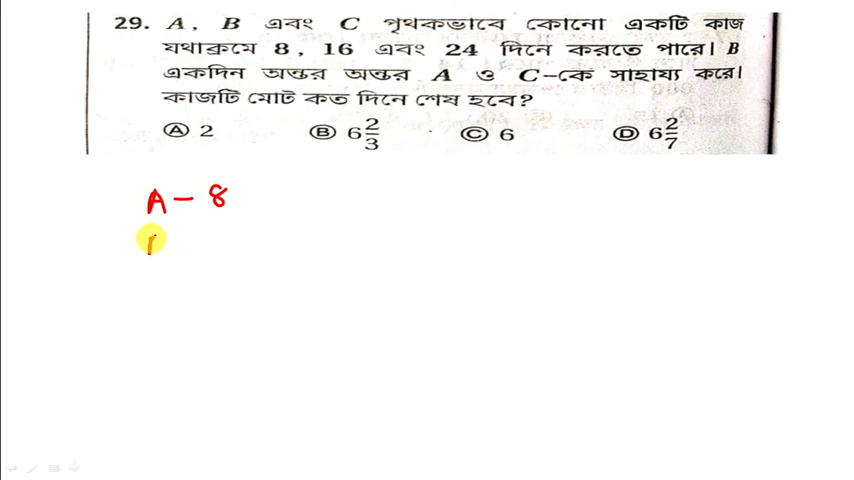 29. A, B এবং C পৃথকভাবে কোনো একটি কাজ
যথাক্রমে 8, 16 এবং 24 দিনে করতে পারে। B
একদিন অন্তর অন্তর A ও C-কে সাহায্য করে।
কাজটি মোট কত দিনে শেষ হবে?
Ⓐ 2 Ⓑ 6 2/3 Ⓒ 6 Ⓓ 6 2/7
A - 8